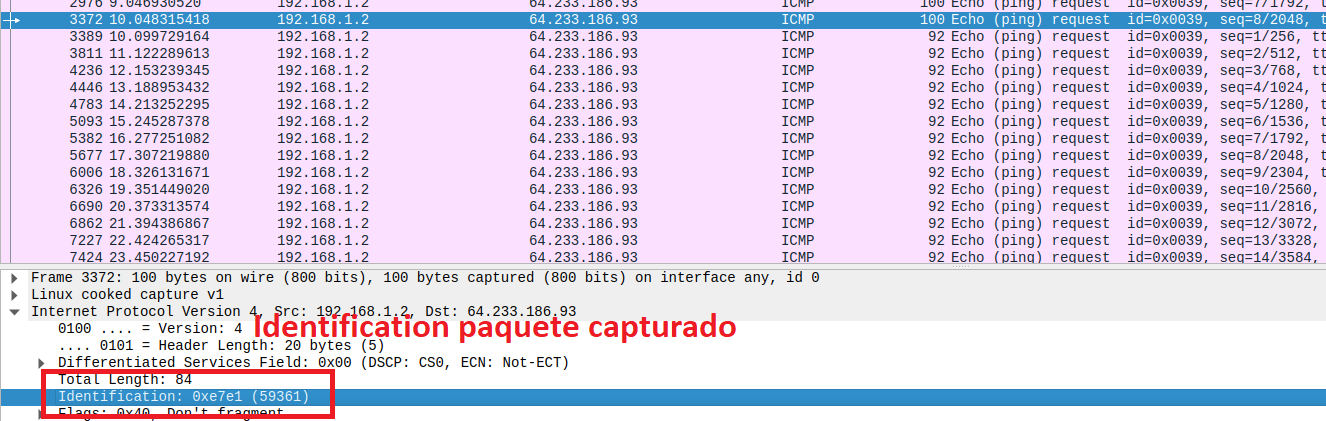 2976 9.046930520 192.168.1.2 64.233.186.93 ICMP 100 Echo (ping) request id=0x0039, seq=7/1792, t
3372 10.048315418 192.168.1.2 64.233.186.93 ICMP 100 Echo (ping) request id=0x0039, seq=8/2048, t
3389 10.099729164 192.168.1.2 64.233.186.93 ICMP 92 Echo (ping) request id=0x0039, seq=1/256, tt
3811 11.122289613 192.168.1.2 64.233.186.93 ICMP 92 Echo (ping) request id=0x0039, seq=2/512, tt
4236 12.153239345 192.168.1.2 64.233.186.93 ICMP 92 Echo (ping) request id=0x0039, seq=3/768, tt
4446 13.188953432 192.168.1.2 64.233.186.93 ICMP 92 Echo (ping) request id=0x0039, seq=4/1024, t
4783 14.213252295 192.168.1.2 64.233.186.93 ICMP 92 Echo (ping) request id=0x0039, seq=5/1280, t
5093 15.245287378 192.168.1.2 64.233.186.93 ICMP 92 Echo (ping) request id=0x0039, seq=6/1536, t
5382 16.277251082 192.168.1.2 64.233.186.93 ICMP 92 Echo (ping) request id=0x0039, seq=7/1792, t
5677 17.307219880 192.168.1.2 64.233.186.93 ICMP 92 Echo (ping) request id=0x0039, seq=8/2048, t
6006 18.326131671 192.168.1.2 64.233.186.93 ICMP 92 Echo (ping) request id=0x0039, seq=9/2304, t
6326 19.351449020 192.168.1.2 64.233.186.93 ICMP 92 Echo (ping) request id=0x0039, seq=10/2560,
6690 20.373313574 192.168.1.2 64.233.186.93 ICMP 92 Echo (ping) request id=0x0039, seq=11/2816,
6862 21.394386867 192.168.1.2 64.233.186.93 ICMP 92 Echo (ping) request id=0x0039, seq=12/3072,
7227 22.424265317 192.168.1.2 64.233.186.93 ICMP 92 Echo (ping) request id=0x0039, seq=13/3328,
7424 23.450227192 192.168.1.2 64.233.186.93 ICMP 92 Echo (ping) request id=0x0039, seq=14/3584,
Frame 3372: 100 bytes on wire (800 bits), 100 bytes captured (800 bits) on interface any, id 0
Linux cooked capture v1
Internet Protocol Version 4, Src: 192.168.1.2, Dst: 64.233.186.93
0100 .... = Version: 4
Identification paquete capturado
.... 0101 = Header Length: 20 bytes (5)
Differentiated Services Field: 0x00 (DSCP: CS0, ECN: Not-ECT)
Total Length: 84
Identification: 0xe7e1 (59361)
Flags: 0x40, Don't fragment